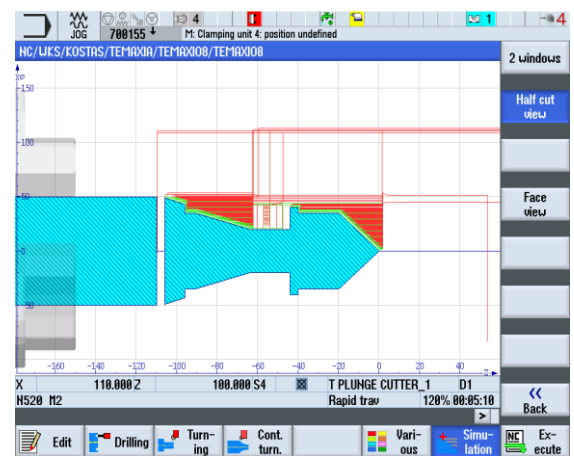 4 1 4
JOG 700155 M: Clamping unit 4: position undefined
NC/WKS/KOSTAS/TEMAXIA/TEMAXIO8/TEMAXIO8
2 windows
Half cut
view
Face
view
Back
150
100
50
0
50
-160 -140 -120 -100 -80 -60 -40 -20 0 20 40
X 110.000 Z 100.000 S4 T PLUNGE CUTTER_1 D1
N520 M2 Rapid trav 120% 00:05:10
>
Edit Drilling Turn-
ing Cont.
turn. Vari-
ous Simu-
lation NC Ex-
ecute